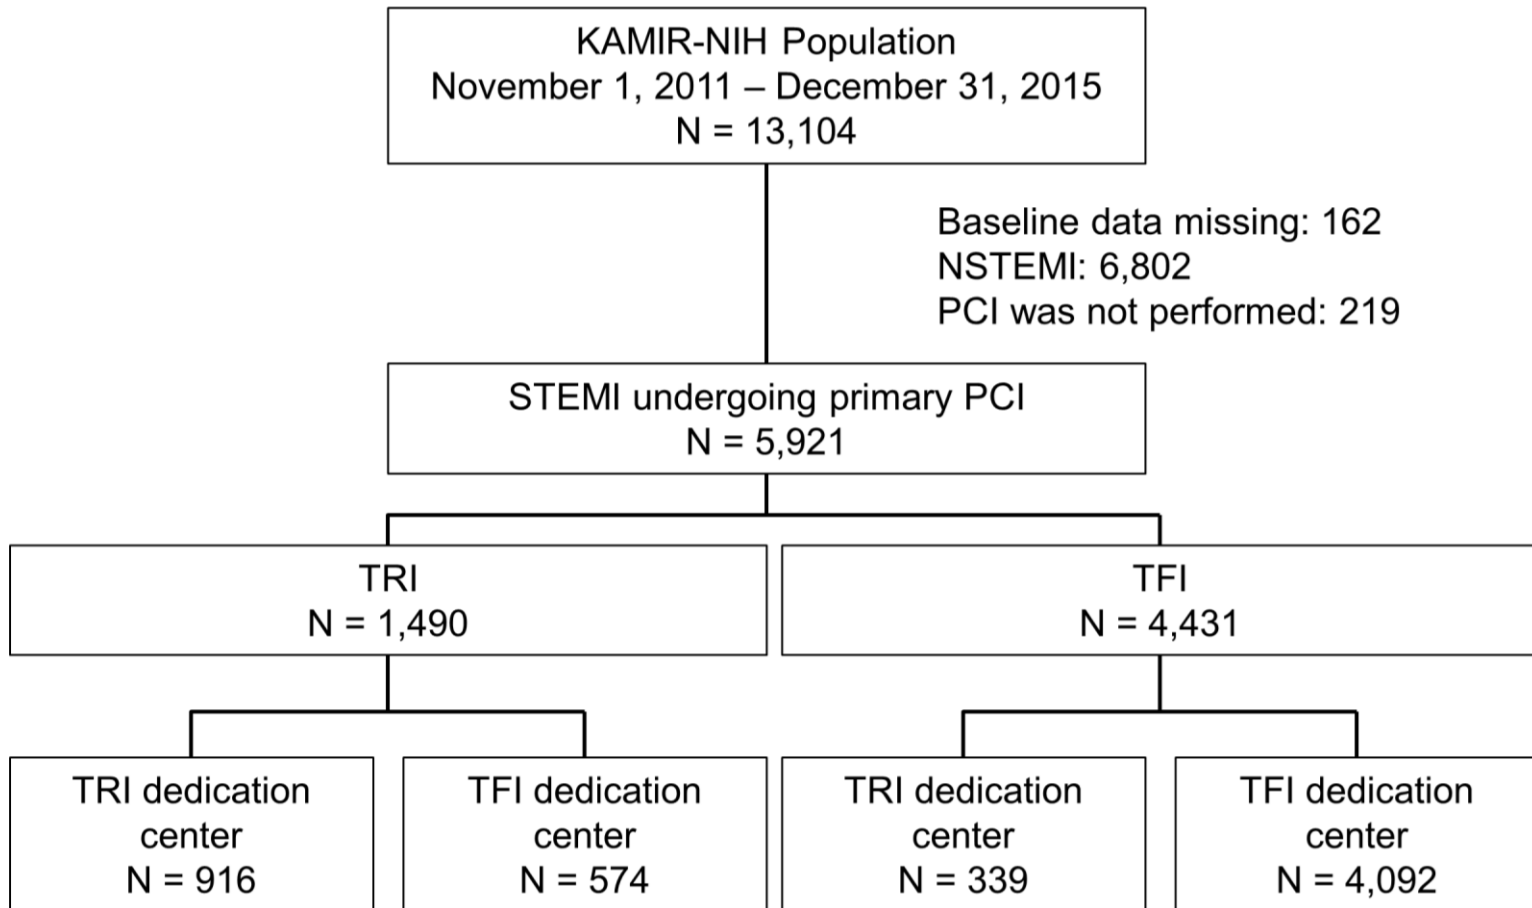 KAMIR-NIH Population
November 1, 2011 – December 31, 2015
N = 13,104
Baseline data missing: 162
NSTEMI: 6,802
PCI was not performed: 219
STEMI undergoing primary PCI
N = 5,921
TRI
N = 1,490
TFI
N = 4,431
TRI dedication
center
N = 916
TFI dedication
center
N = 574
TRI dedication
center
N = 339
TFI dedication
center
N = 4,092